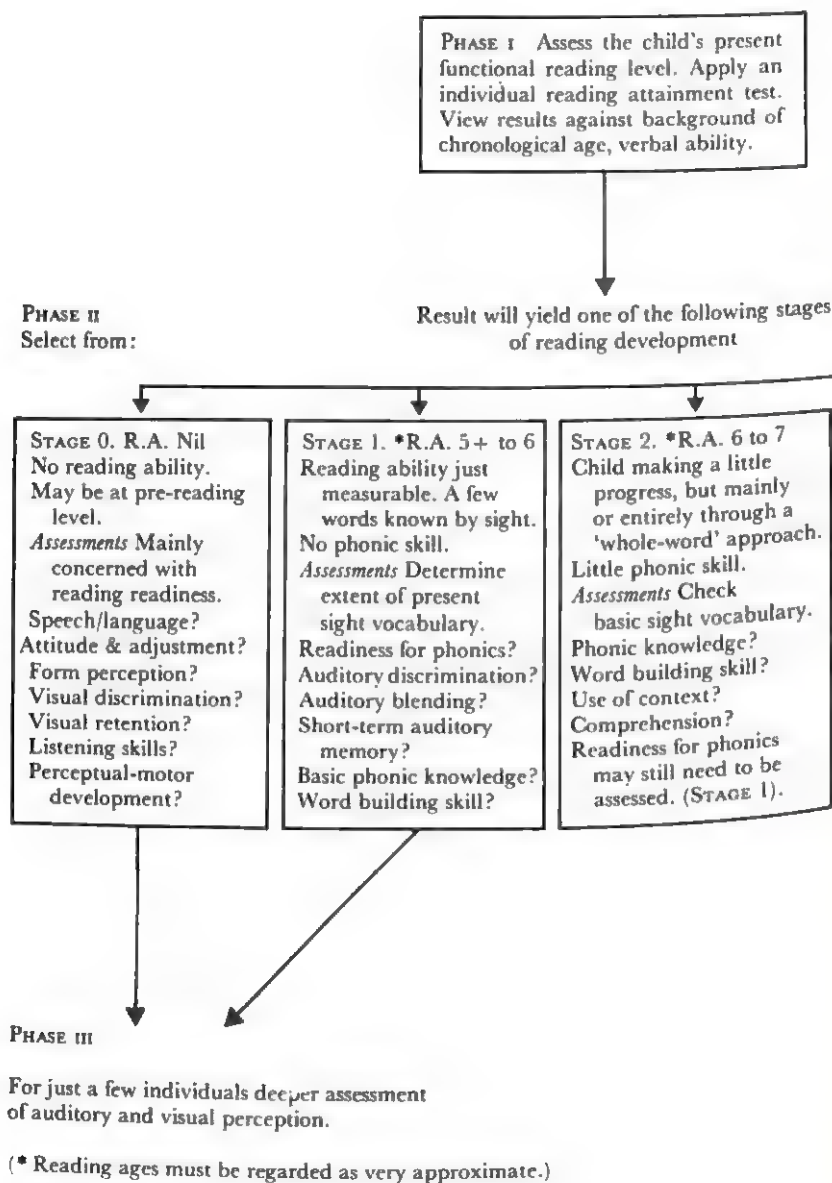 PHASE I Assess the child's present
functional reading level. Apply an
individual reading attainment test.
View results against background of
chronological age, verbal ability.
PHASE II
Select from:
Result will yield one of the following stages
of reading development
STAGE 0. R.A. Nil
No reading ability.
May be at pre-reading
level.
Assessments Mainly
concerned with
reading readiness.
Speech/language?
Attitude & adjustment?
Form perception?
Visual discrimination?
Visual retention?
Listening skills?
Perceptual-motor
development?
STAGE 1. *R.A. 5+ to 6
Reading ability just
measurable. A few
words known by sight.
No phonic skill.
Assessments Determine
extent of present
sight vocabulary.
Readiness for phonics?
Auditory discrimination?
Auditory blending?
Short-term auditory
memory?
Basic phonic knowledge?
Word building skill?
STAGE 2. *R.A. 6 to 7
Child making a little
progress, but mainly
or entirely through a
'whole-word' approach.
Little phonic skill.
Assessments Check
basic sight vocabulary.
Phonic knowledge?
Word building skill?
Use of context?
Comprehension?
Readiness for phonics
may still need to be
assessed. (STAGE 1).
PHASE III
For just a few individuals deeper assessment
of auditory and visual perception.
(* Reading ages must be regarded as very approximate.)